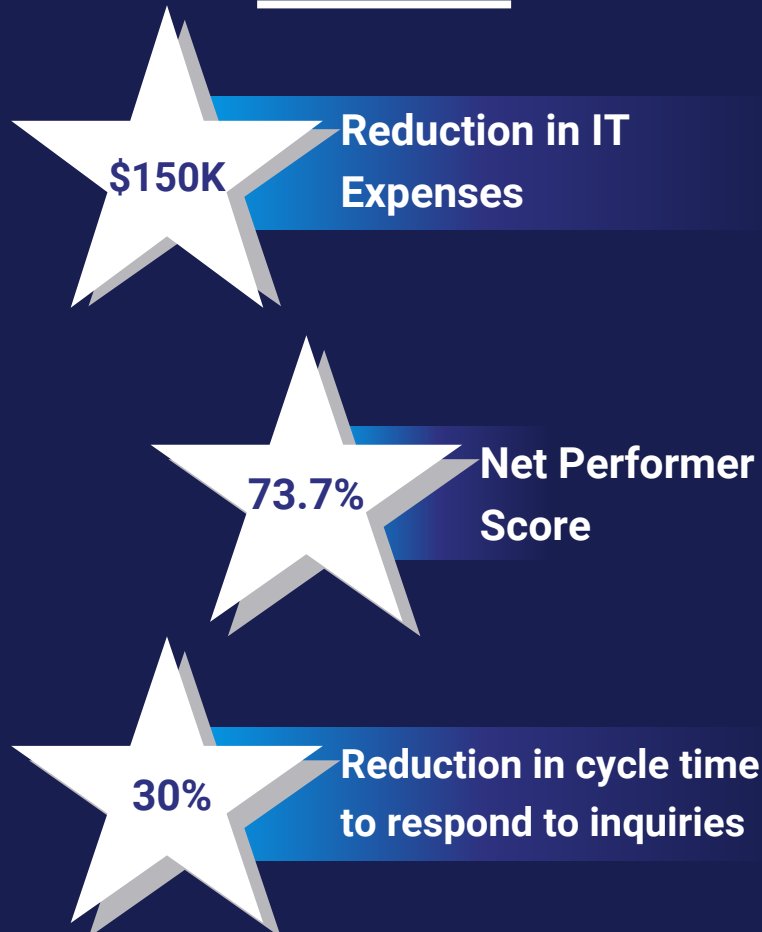 $150K
Reduction in IT
Expenses
73.7%
Net Performer
Score
30%
Reduction in cycle time
to respond to inquiries